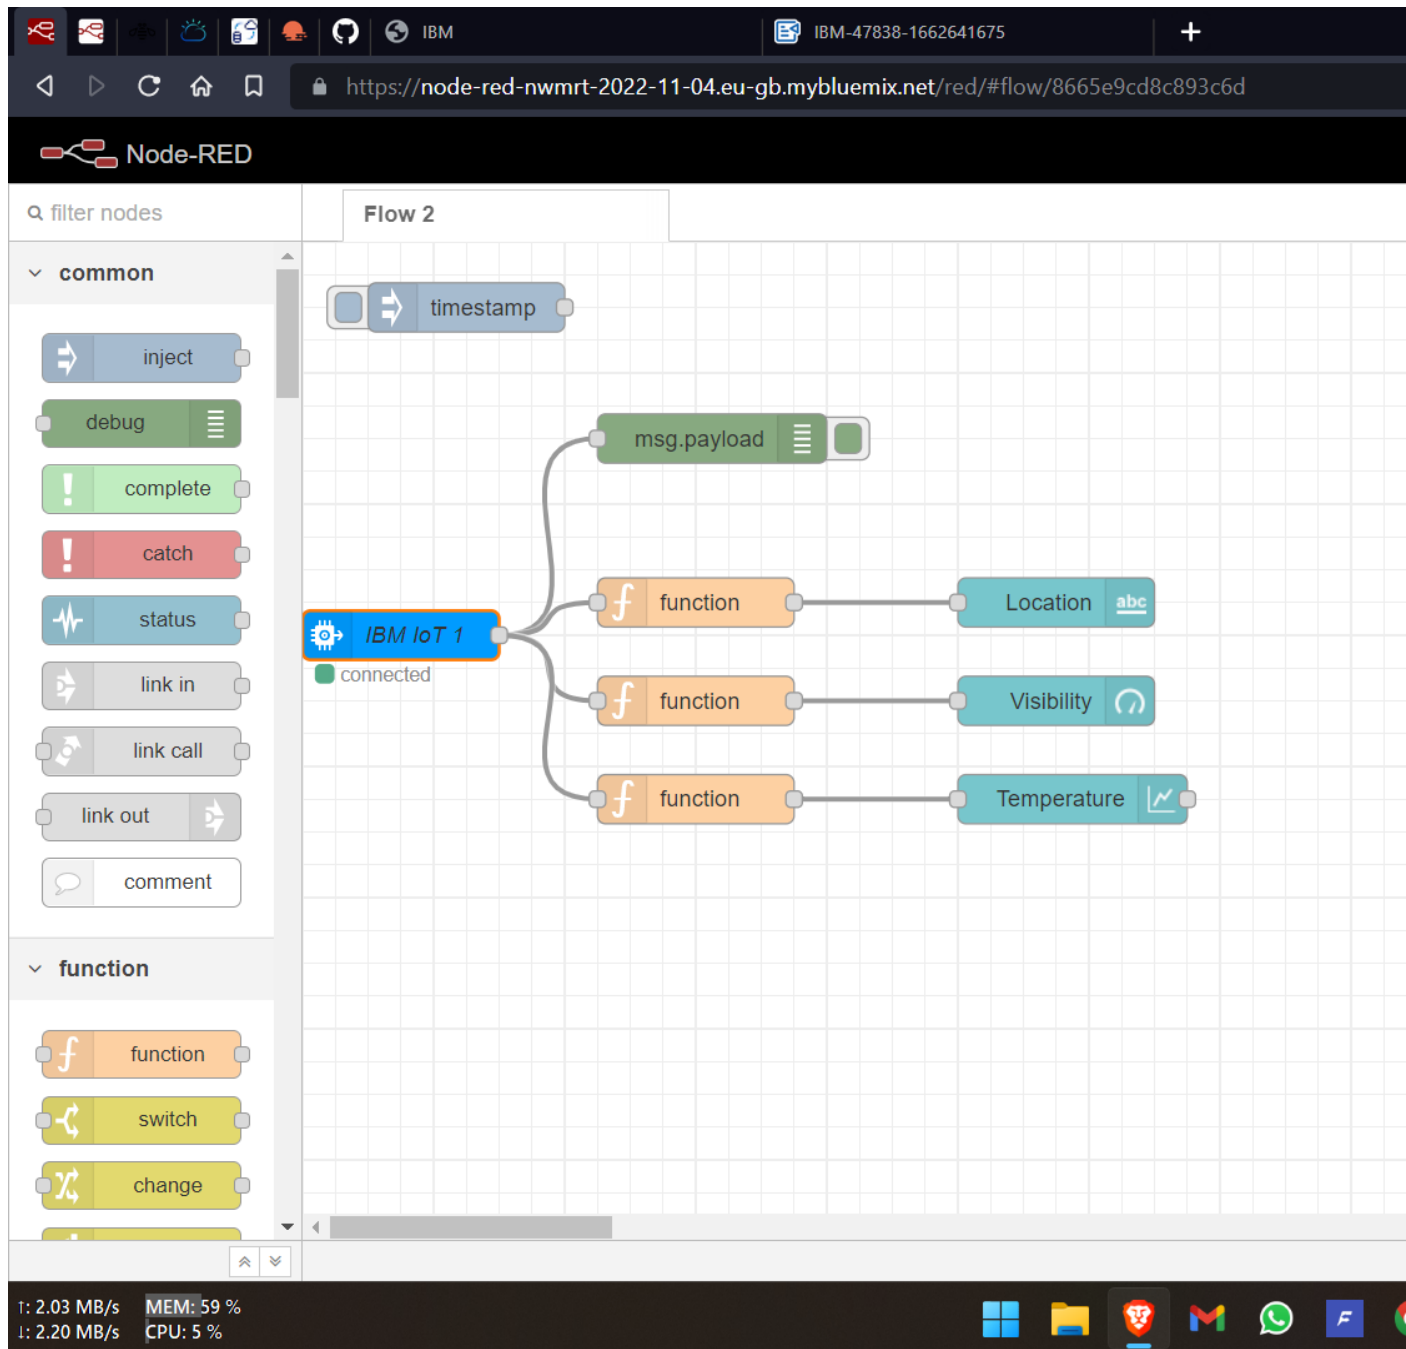 IBM
IBM-47838-1662641675
https://node-red-nwmrt-2022-11-04.eu-gb.mybluemix.net/red/#flow/8665e9cd8c893c6d
Node-RED
filter nodes
Flow 2
common
timestamp
inject
debug
msg.payload
complete
catch
status
function
Location
abc
IBM IoT 1
connected
link in
function
Visibility
link call
function
Temperature
link out
comment
function
function
switch
change
↑: 2.03 MB/s
MEM: 59 %
↓: 2.20 MB/s
CPU: 5 %